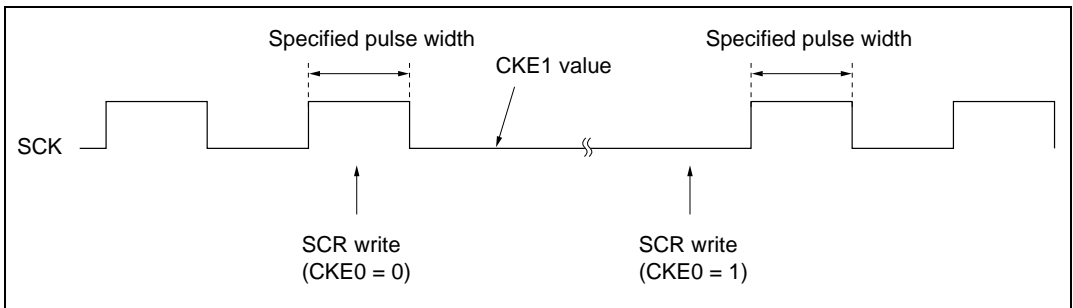 Specified pulse width
Specified pulse width
CKE1 value
SCK
SCR write
(CKE0 = 0)
SCR write
(CKE0 = 1)